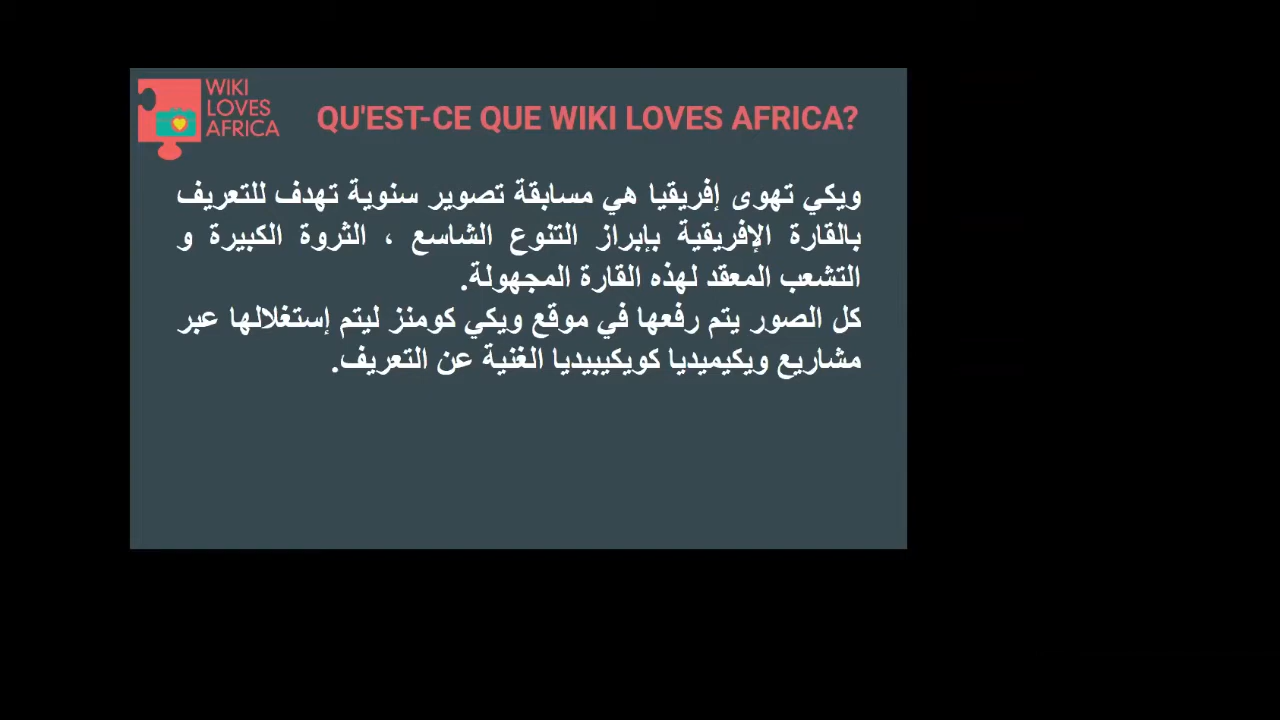 WIKI
LOVES
AFRICA
QU'EST-CE QUE WIKI LOVES AFRICA?
ويكي تهوى إفريقيا هي مسابقة تصوير سنوية تهدف للتعريف
بالقارة الإفريقية بإبراز التنوع الشاسع ، الثروة الكبيرة و
التشعب المعقد لهذه القارة المجهولة.
كل الصور يتم رفعها في موقع ويكي كومنز ليتم إستغلالها عبر
مشاريع ويكيميديا كويكيبيديا الغنية عن التعريف.